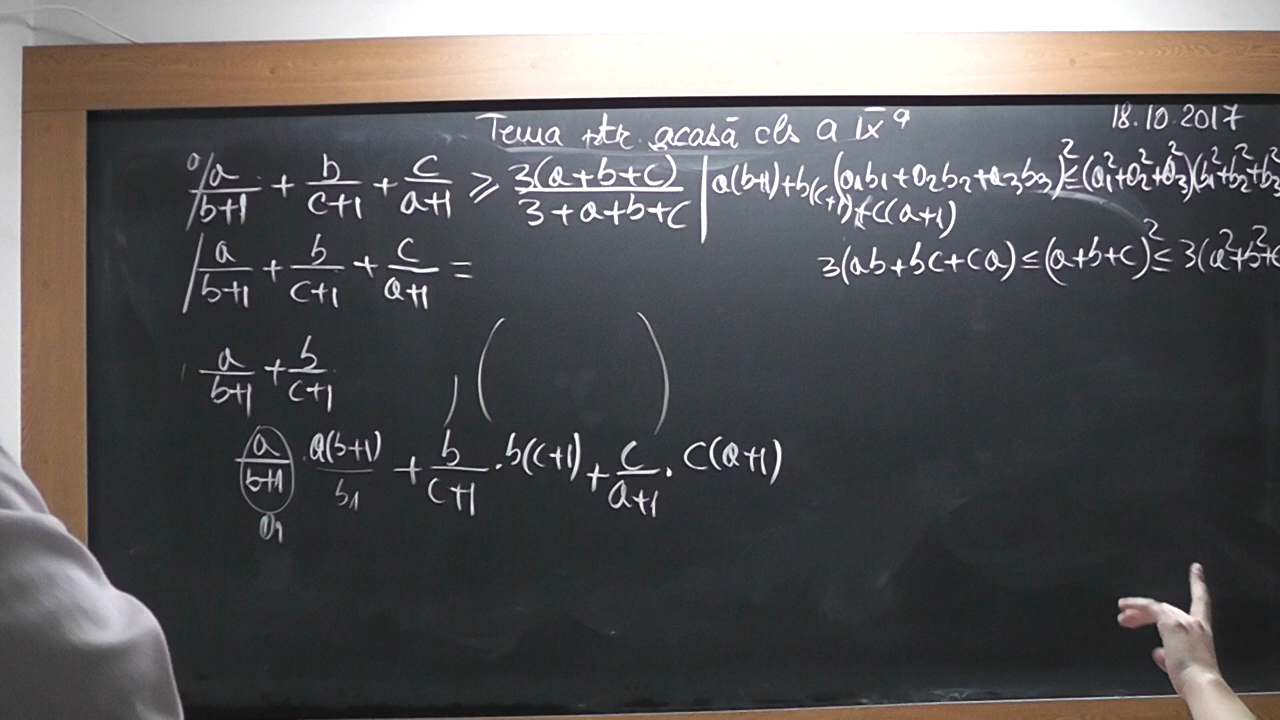 Tema ptr. acasă cls a IX a
18.10.2017
a/(b+1) + b/(c+1) + c/(a+1) ≥ 3(a+b+c)/(3+a+b+c) | a(b+1)+b(c+1)+c(a+1)
(a₁b₁+a₂b₂+a₃b₃)² ≤ (a₁²+a₂²+a₃²)(b₁²+b₂²+b₃²
a/(b+1) + b/(c+1) + c/(a+1) =
3(ab+bc+ca) ≤ (a+b+c)² ≤ 3(a²+b²+c
a/(b+1) + b/(c+1)
) ( )
a/(b+1) · a(b+1) + b/(c+1) · b(c+1) + c/(a+1) · c(a+1)
a₁ b₁